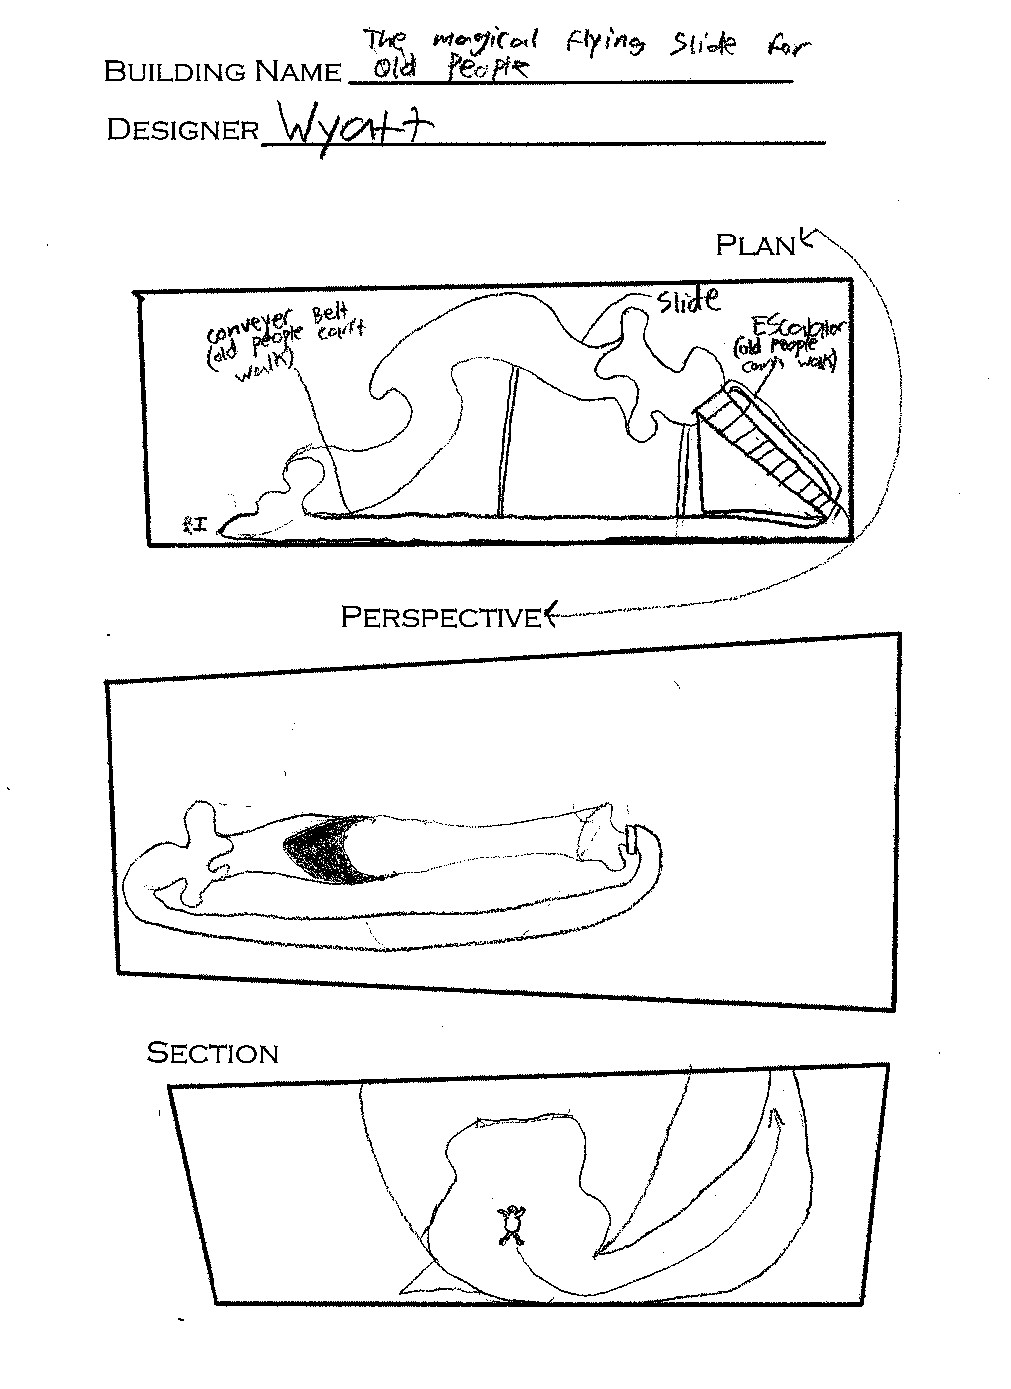 The magical Flying Slide for
BUILDING NAME Old People
DESIGNER Wyatt
PLAN
Slide
conveyer Belt
(old people can't
walk)
Escalator
(old people
can't walk)
PERSPECTIVE
SECTION